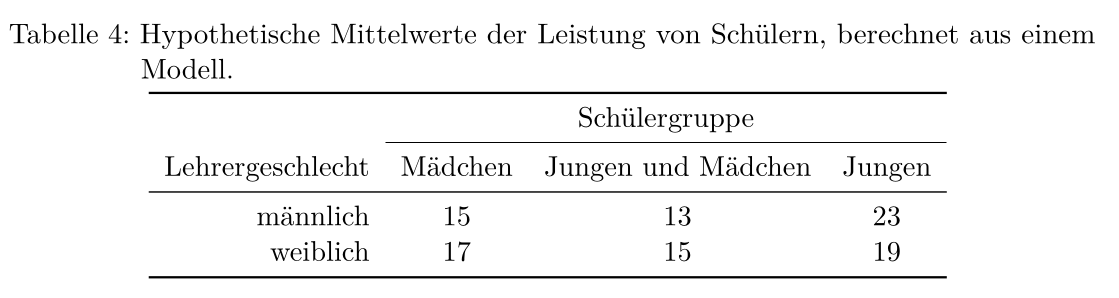 Tabelle 4: Hypothetische Mittelwerte der Leistung von Schülern, berechnet aus einem
Modell.
Schülergruppe
Lehrergeschlecht Mädchen Jungen und Mädchen Jungen
männlich 15 13 23
weiblich 17 15 19